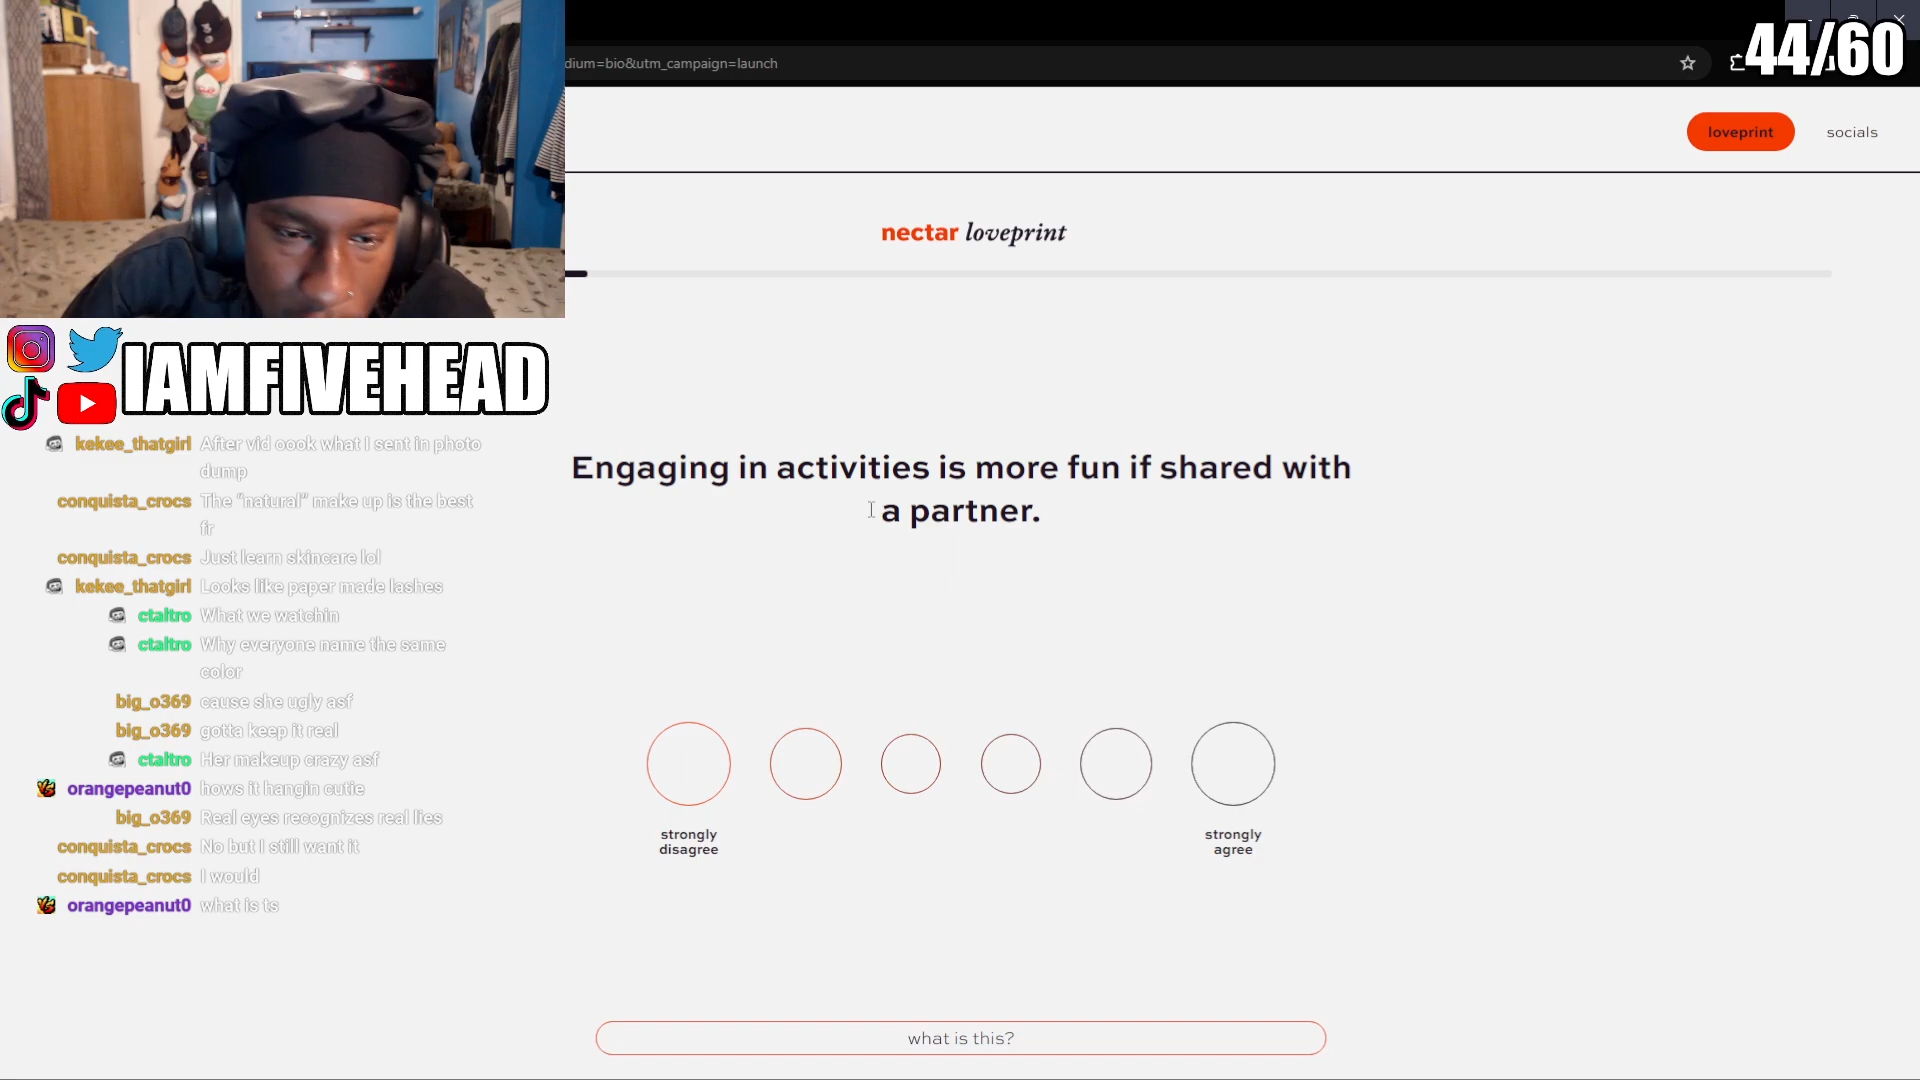 44/60
dium=bio&utm_campaign=launch
loveprint
socials
nectar loveprint
IAMFIVEHEAD
kekee_thatgirl After vid oook what I sent in photo
dump
conquista_crocs The “natural” make up is the best
fr
conquista_crocs Just learn skincare lol
kekee_thatgirl Looks like paper made lashes
ctaltro What we watchin
ctaltro Why everyone name the same
color
big_o369 cause she ugly asf
big_o369 gotta keep it real
ctaltro Her makeup crazy asf
orangepeanut0 hows it hangin cutie
big_o369 Real eyes recognizes real lies
conquista_crocs No but I still want it
conquista_crocs I would
orangepeanut0 what is ts
Engaging in activities is more fun if shared with
a partner.
strongly
disagree
strongly
agree
what is this?